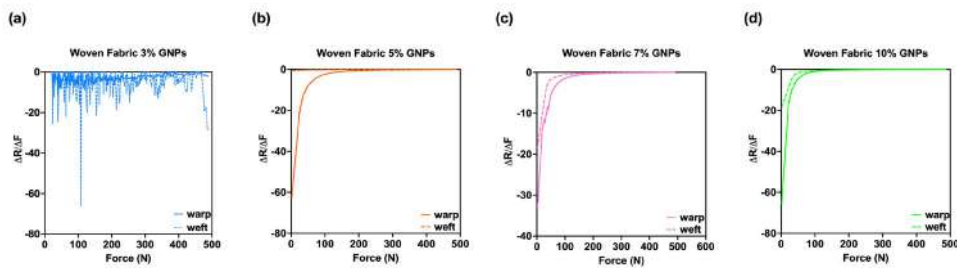 (a)
Woven Fabric 3% GNPs
ΔR/ΔF
0
-20
-40
-60
-80
0 100 200 300 400 500
Force (N)
warp
weft
(b)
Woven Fabric 5% GNPs
ΔR/ΔF
0
-20
-40
-60
-80
0 100 200 300 400 500
Force (N)
warp
weft
(c)
Woven Fabric 7% GNPs
ΔR/ΔF
0
-10
-20
-30
-40
0 100 200 300 400 500 600
Force (N)
warp
weft
(d)
Woven Fabric 10% GNPs
ΔR/ΔF
0
-20
-40
-60
-80
0 100 200 300 400 500
Force (N)
warp
weft